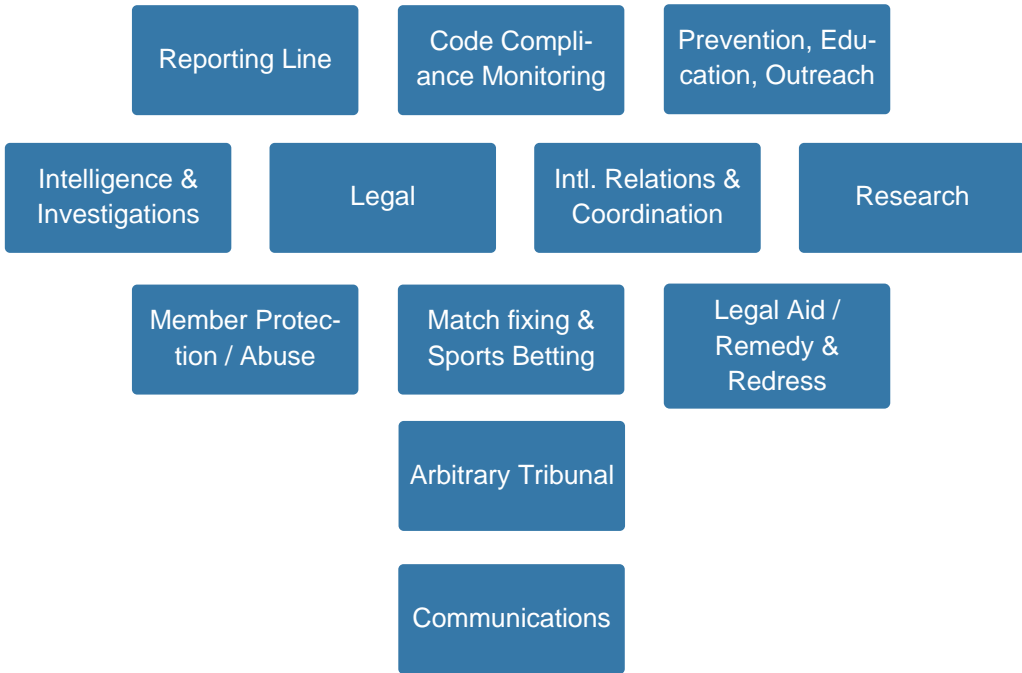 Reporting Line
Code Compli-
ance Monitoring
Prevention, Edu-
cation, Outreach
Intelligence &
Investigations
Legal
Intl. Relations &
Coordination
Research
Member Protec-
tion / Abuse
Match fixing &
Sports Betting
Legal Aid /
Remedy &
Redress
Arbitrary Tribunal
Communications